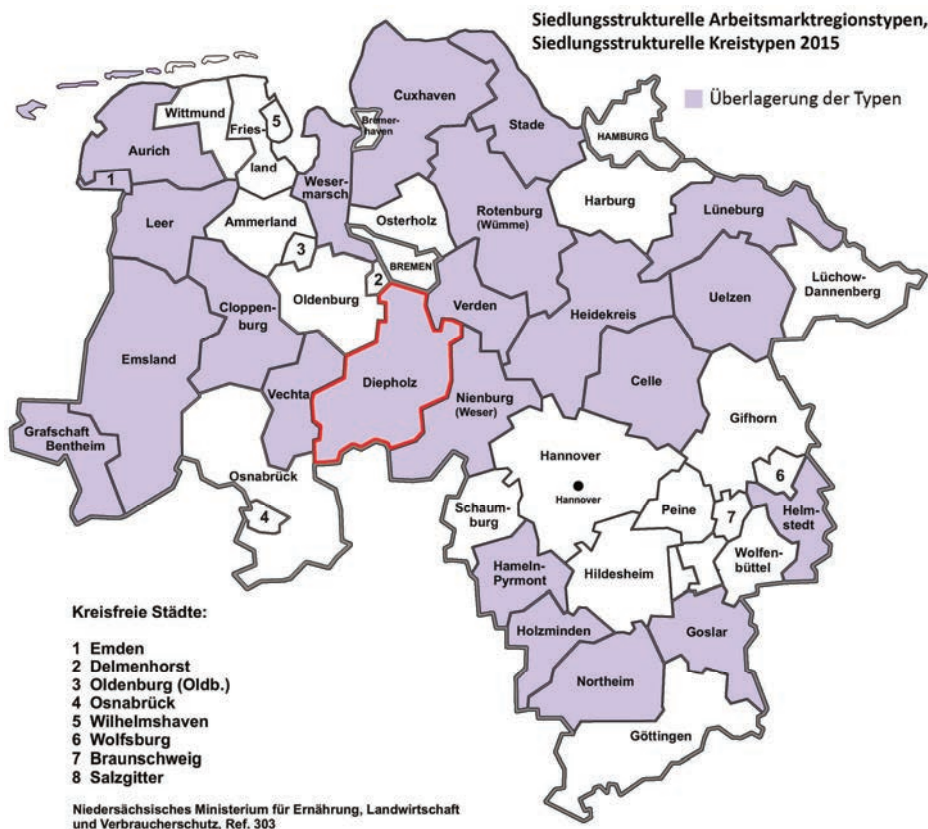 Siedlungsstrukturelle Arbeitsmarktregionstypen,
Siedlungsstrukturelle Kreistypen 2015
Überlagerung der Typen
Cuxhaven
Wittmund
5
Fries-
land
Bremer-
haven
Stade
HAMBURG
Aurich
1
Weser-
marsch
Harburg
Leer
Ammerland
Osterholz
Rotenburg
(Wümme)
Lüneburg
3
BREMEN
2
Oldenburg
Lüchow-
Dannenberg
Cloppen-
burg
Verden
Heidekreis
Uelzen
Emsland
Vechta
Diepholz
Nienburg
(Weser)
Celle
Gifhorn
Grafschaft
Bentheim
Hannover
Osnabrück
6
Hannover
4
Schaum-
burg
Peine
7
Helm-
stedt
Hameln-
Pyrmont
Hildesheim
Wolfen-
büttel
Holzminden
Goslar
Northeim
Göttingen
Kreisfreie Städte:
1 Emden
2 Delmenhorst
3 Oldenburg (Oldb.)
4 Osnabrück
5 Wilhelmshaven
6 Wolfsburg
7 Braunschweig
8 Salzgitter
Niedersächsisches Ministerium für Ernährung, Landwirtschaft
und Verbraucherschutz, Ref. 303